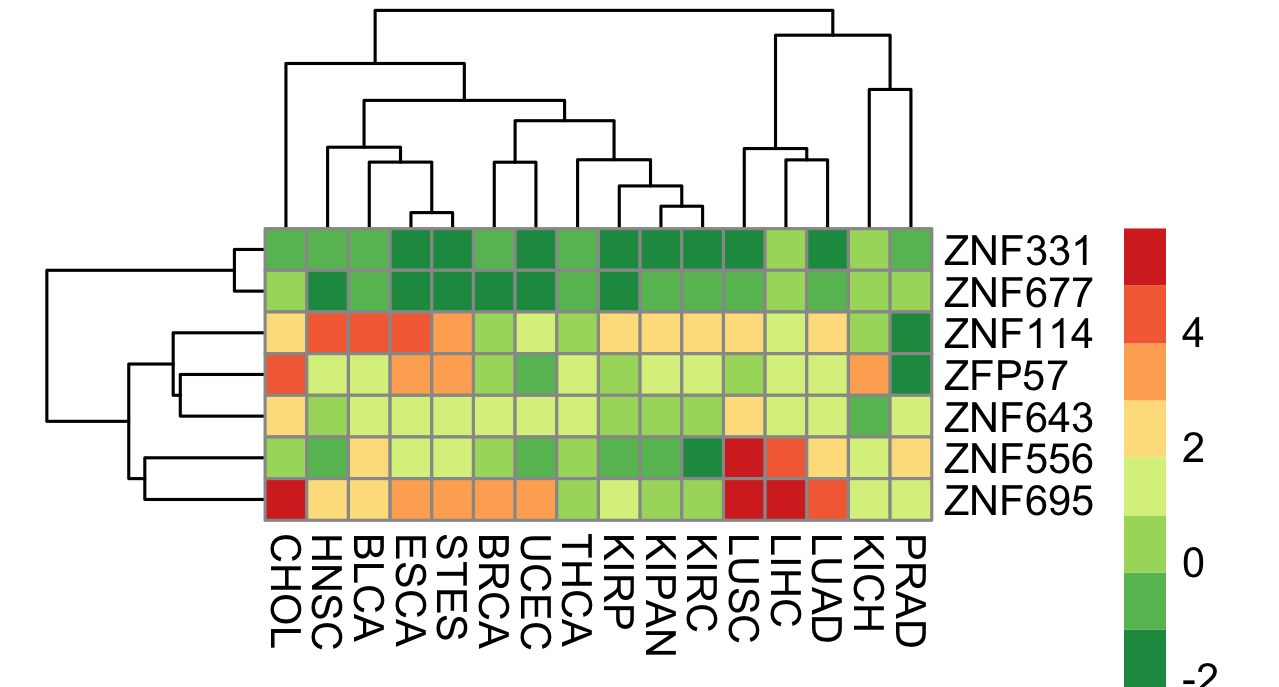 ZNF331
ZNF677
ZNF114
ZFP57
ZNF643
ZNF556
ZNF695
CHOL
HNSC
BLCA
ESCA
STES
BRCA
UCEC
THCA
KIRP
KIPAN
KIRC
LUSC
LIHC
LUAD
KICH
PRAD
4
2
0
-2